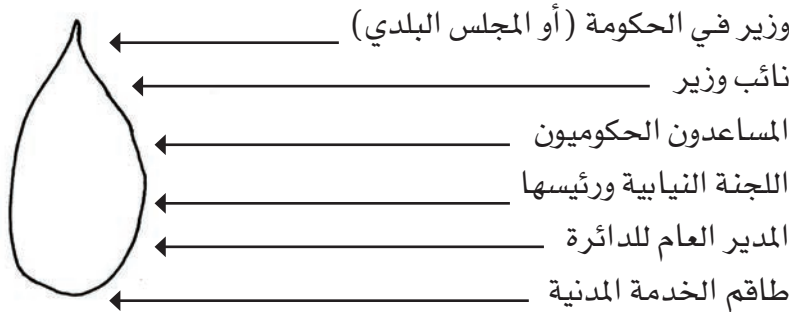 وزير في الحكومة (أو المجلس البلدي)
نائب وزير
المساعدون الحكوميون
اللجنة النيابية ورئيسها
المدير العام للدائرة
طاقم الخدمة المدنية